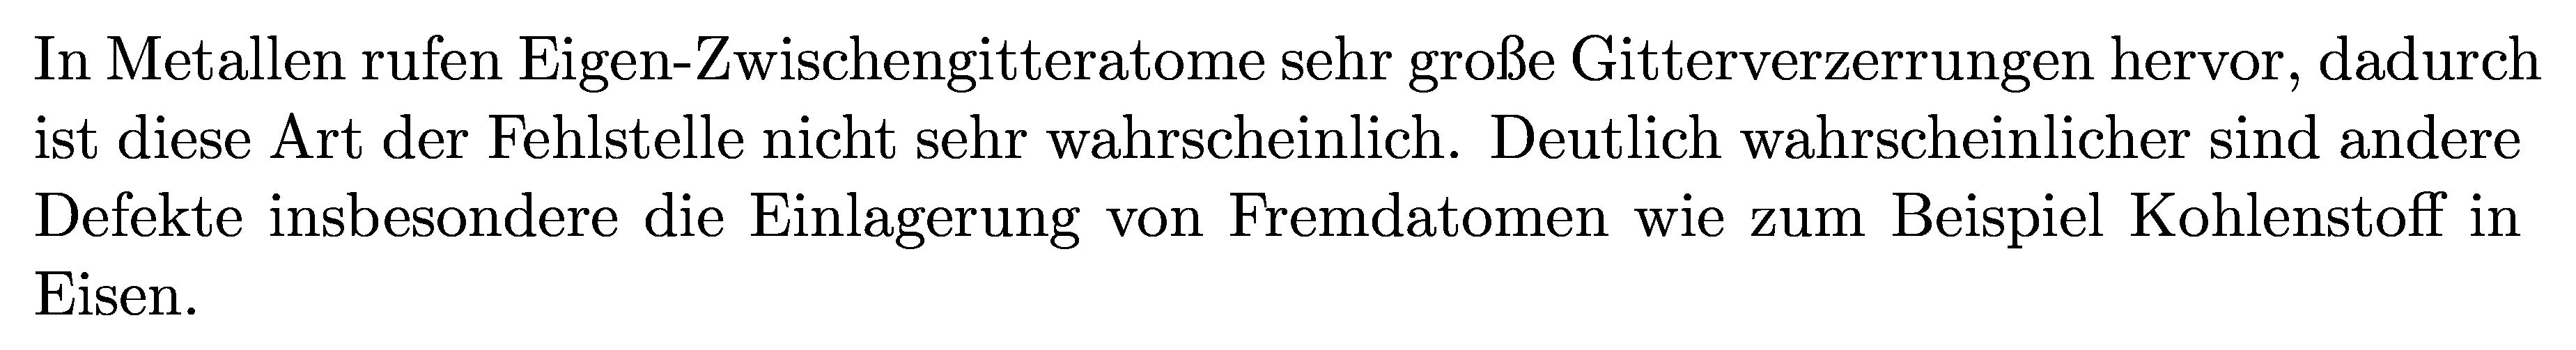 In Metallen rufen Eigen-Zwischengitteratome sehr große Gitterverzerrungen hervor, dadurch
ist diese Art der Fehlstelle nicht sehr wahrscheinlich. Deutlich wahrscheinlicher sind andere
Defekte insbesondere die Einlagerung von Fremdatomen wie zum Beispiel Kohlenstoff in
Eisen.